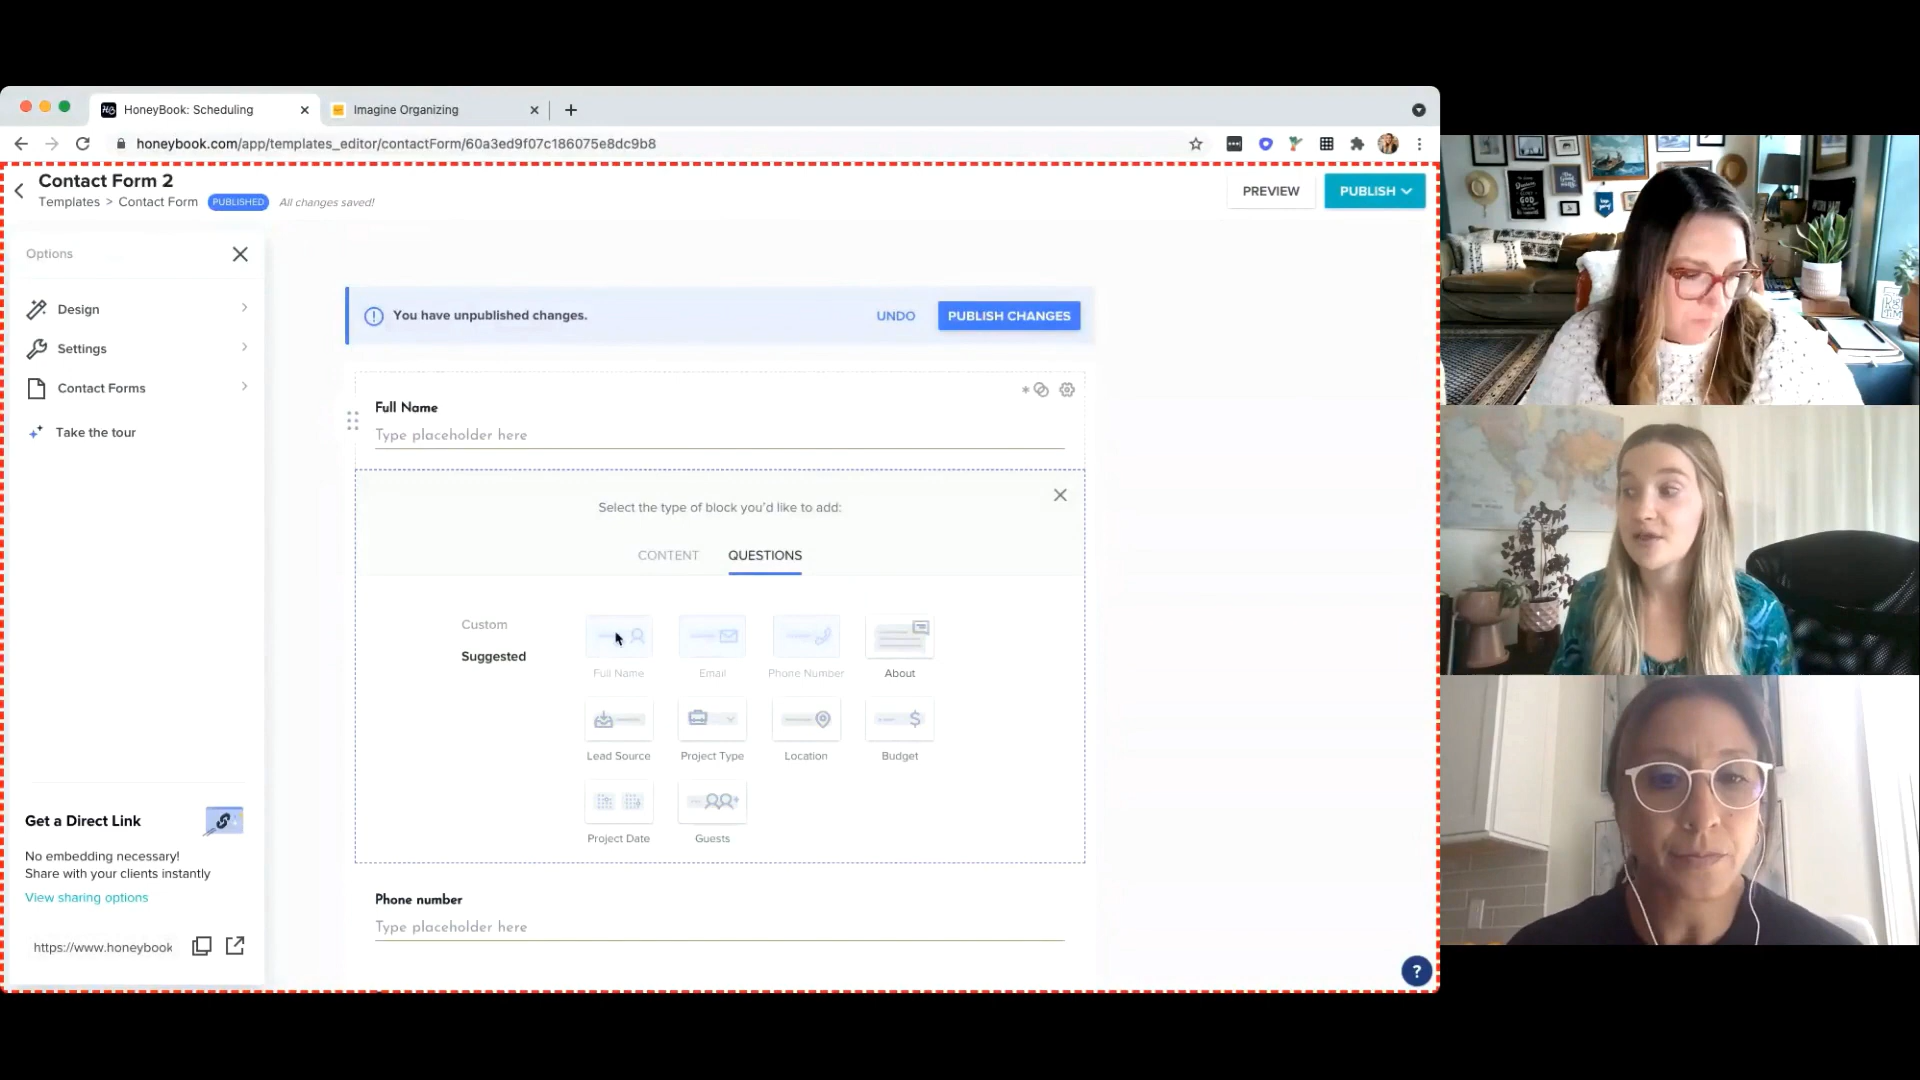 HoneyBook: Scheduling
Imagine Organizing
honeybook.com/app/templates_editor/contactForm/60a3ed9f07c186075e8dc9b8
Contact Form 2
Templates > Contact Form PUBLISHED All changes saved!
PREVIEW
PUBLISH
Options
Design
Settings
Contact Forms
Take the tour
You have unpublished changes.
UNDO
PUBLISH CHANGES
Full Name
Type placeholder here
Select the type of block you'd like to add:
CONTENT
QUESTIONS
Custom
Suggested
Full Name
Email
Phone Number
About
Lead Source
Project Type
Location
Budget
Project Date
Guests
Phone number
Type placeholder here
Get a Direct Link
No embedding necessary!
Share with your clients instantly
View sharing options
https://www.honeybook
?